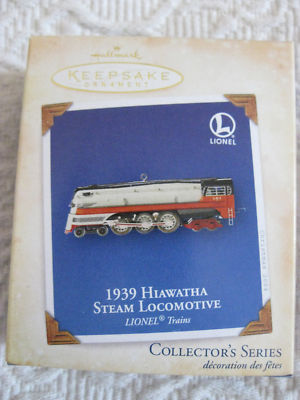 Hallmark
KEEPSAKE
ORNAMENT
L
LIONEL
1939 HIAWATHA
STEAM LOCOMOTIVE
LIONEL® Trains
COLLECTOR'S SERIES
décoration des fêtes